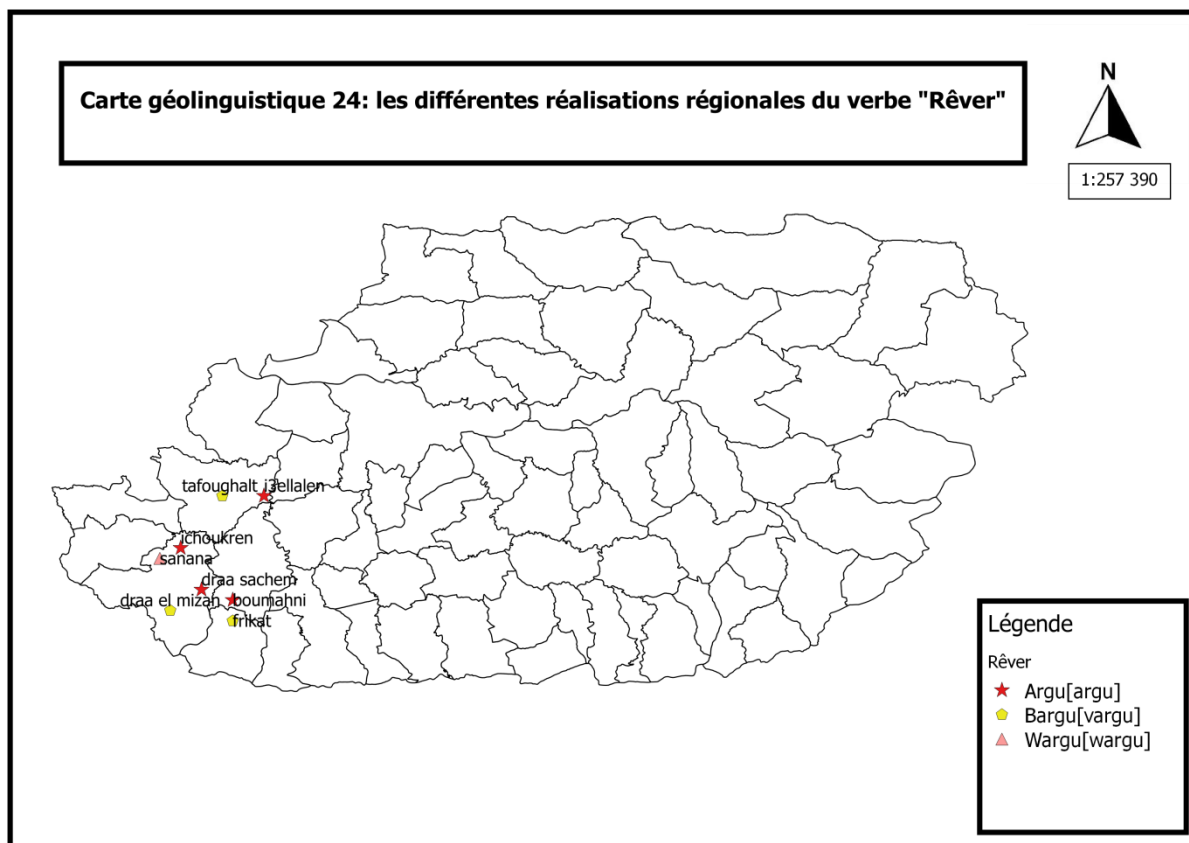 Carte géolinguistique 24: les différentes réalisations régionales du verbe "Rêver"
N
1:257 390
tafoughalt i3ellalen
ichoukren
sanana
draa sachem
draa el mizan boumahni
frikat
Légende
Rêver
Argu[argu]
Bargu[vargu]
Wargu[wargu]